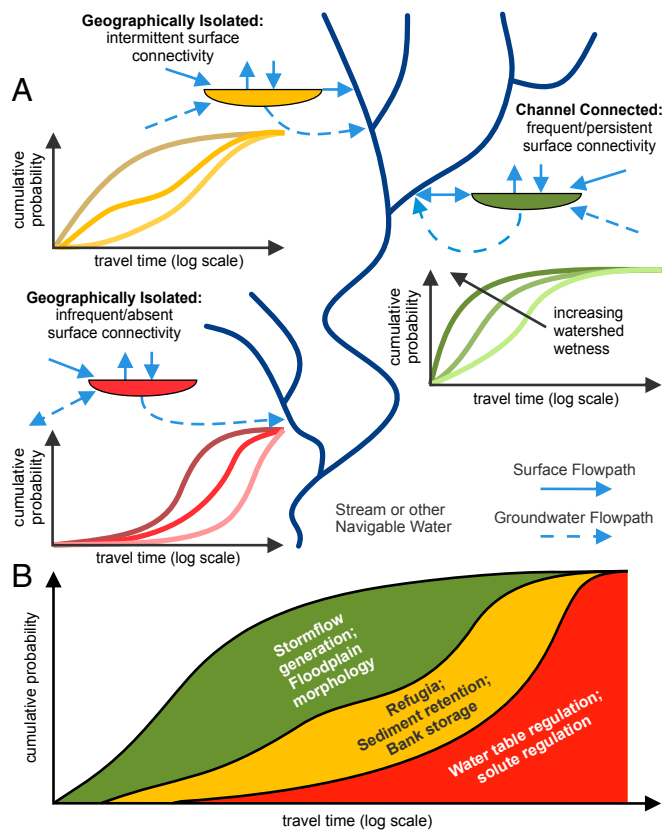 Geographically Isolated:
intermittent surface
connectivity
A
cumulative
probability
travel time (log scale)
Channel Connected:
frequent/persistent
surface connectivity
cumulative
probability
increasing
watershed
wetness
travel time (log scale)
Geographically Isolated:
infrequent/absent
surface connectivity
cumulative
probability
travel time (log scale)
Stream or other
Navigable Water
Surface Flowpath
Groundwater Flowpath
B
cumulative probability
Stormflow
generation;
Floodplain
morphology
Refugia;
Sediment retention;
Bank storage
Water table regulation;
solute regulation
travel time (log scale)